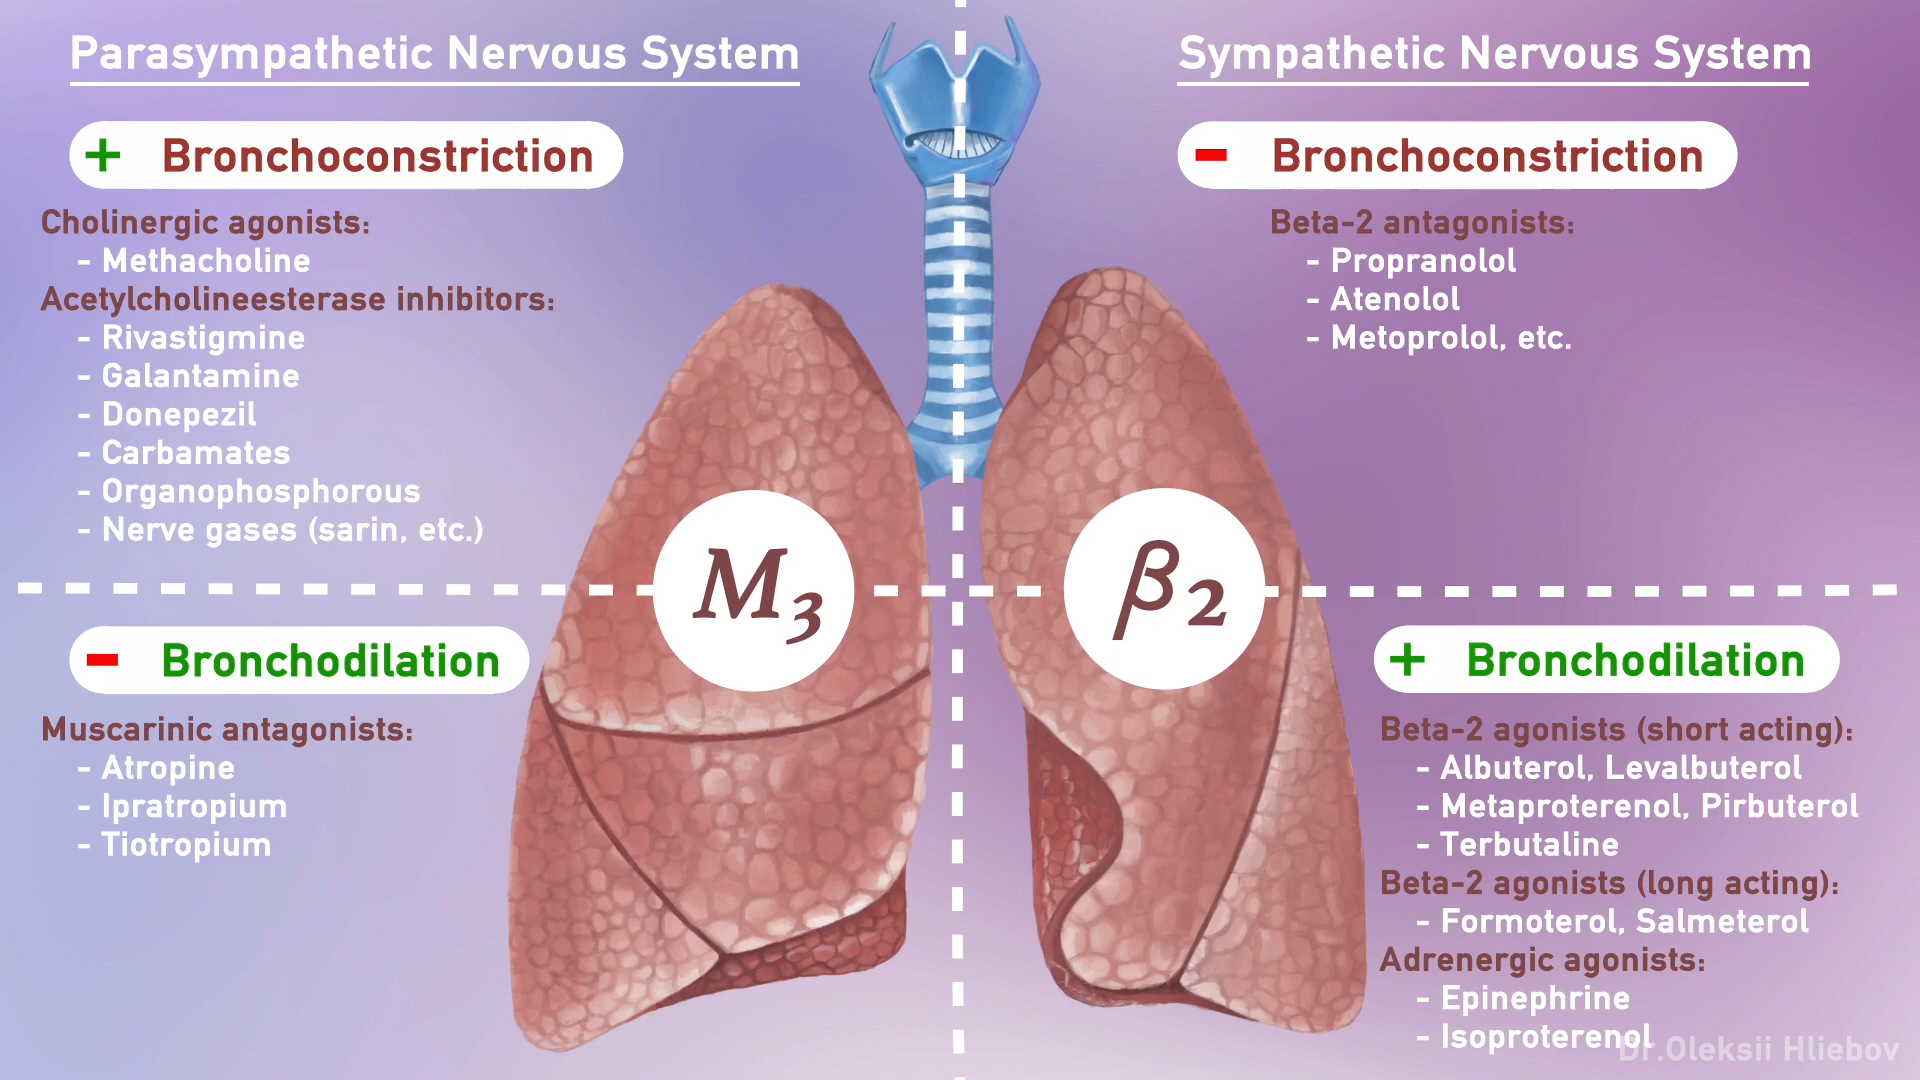 Parasympathetic Nervous System
+ Bronchoconstriction
Cholinergic agonists:
- Methacholine
Acetylcholineesterase inhibitors:
- Rivastigmine
- Galantamine
- Donepezil
- Carbamates
- Organophosphorous
- Nerve gases (sarin, etc.)
- Bronchodilation
Muscarinic antagonists:
- Atropine
- Ipratropium
- Tiotropium
M3
β2
Sympathetic Nervous System
- Bronchoconstriction
Beta-2 antagonists:
- Propranolol
- Atenolol
- Metoprolol, etc.
+ Bronchodilation
Beta-2 agonists (short acting):
- Albuterol, Levalbuterol
- Metaproterenol, Pirbuterol
- Terbutaline
Beta-2 agonists (long acting):
- Formoterol, Salmeterol
Adrenergic agonists:
- Epinephrine
- Isoproterenol
Dr.Oleksii Hliebov